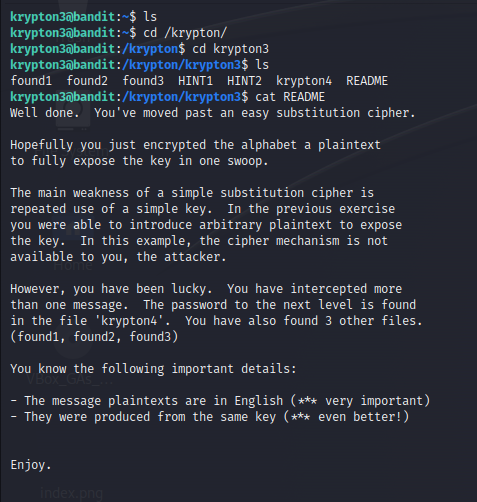 krypton3@bandit:~$ ls
krypton3@bandit:~$ cd /krypton/
krypton3@bandit:/krypton$ cd krypton3
krypton3@bandit:/krypton/krypton3$ ls
found1  found2  found3  HINT1  HINT2  krypton4  README
krypton3@bandit:/krypton/krypton3$ cat README
Well done.  You've moved past an easy substitution cipher.
Hopefully you just encrypted the alphabet a plaintext
to fully expose the key in one swoop.
The main weakness of a simple substitution cipher is
repeated use of a simple key.  In the previous exercise
you were able to introduce arbitrary plaintext to expose
the key.  In this example, the cipher mechanism is not
available to you, the attacker.
However, you have been lucky.  You have intercepted more
than one message.  The password to the next level is found
in the file 'krypton4'.  You have also found 3 other files.
(found1, found2, found3)
You know the following important details:
- The message plaintexts are in English (*** very important)
- They were produced from the same key (*** even better!)
Enjoy.
Home
VBox_GAs_...
index.png